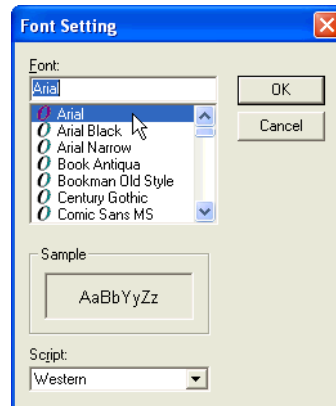 Font Setting
Font:
Arial
OK
Cancel
Arial
Arial Black
Arial Narrow
Book Antiqua
Bookman Old Style
Century Gothic
Comic Sans MS
Sample
AaBbYyZz
Script:
Western